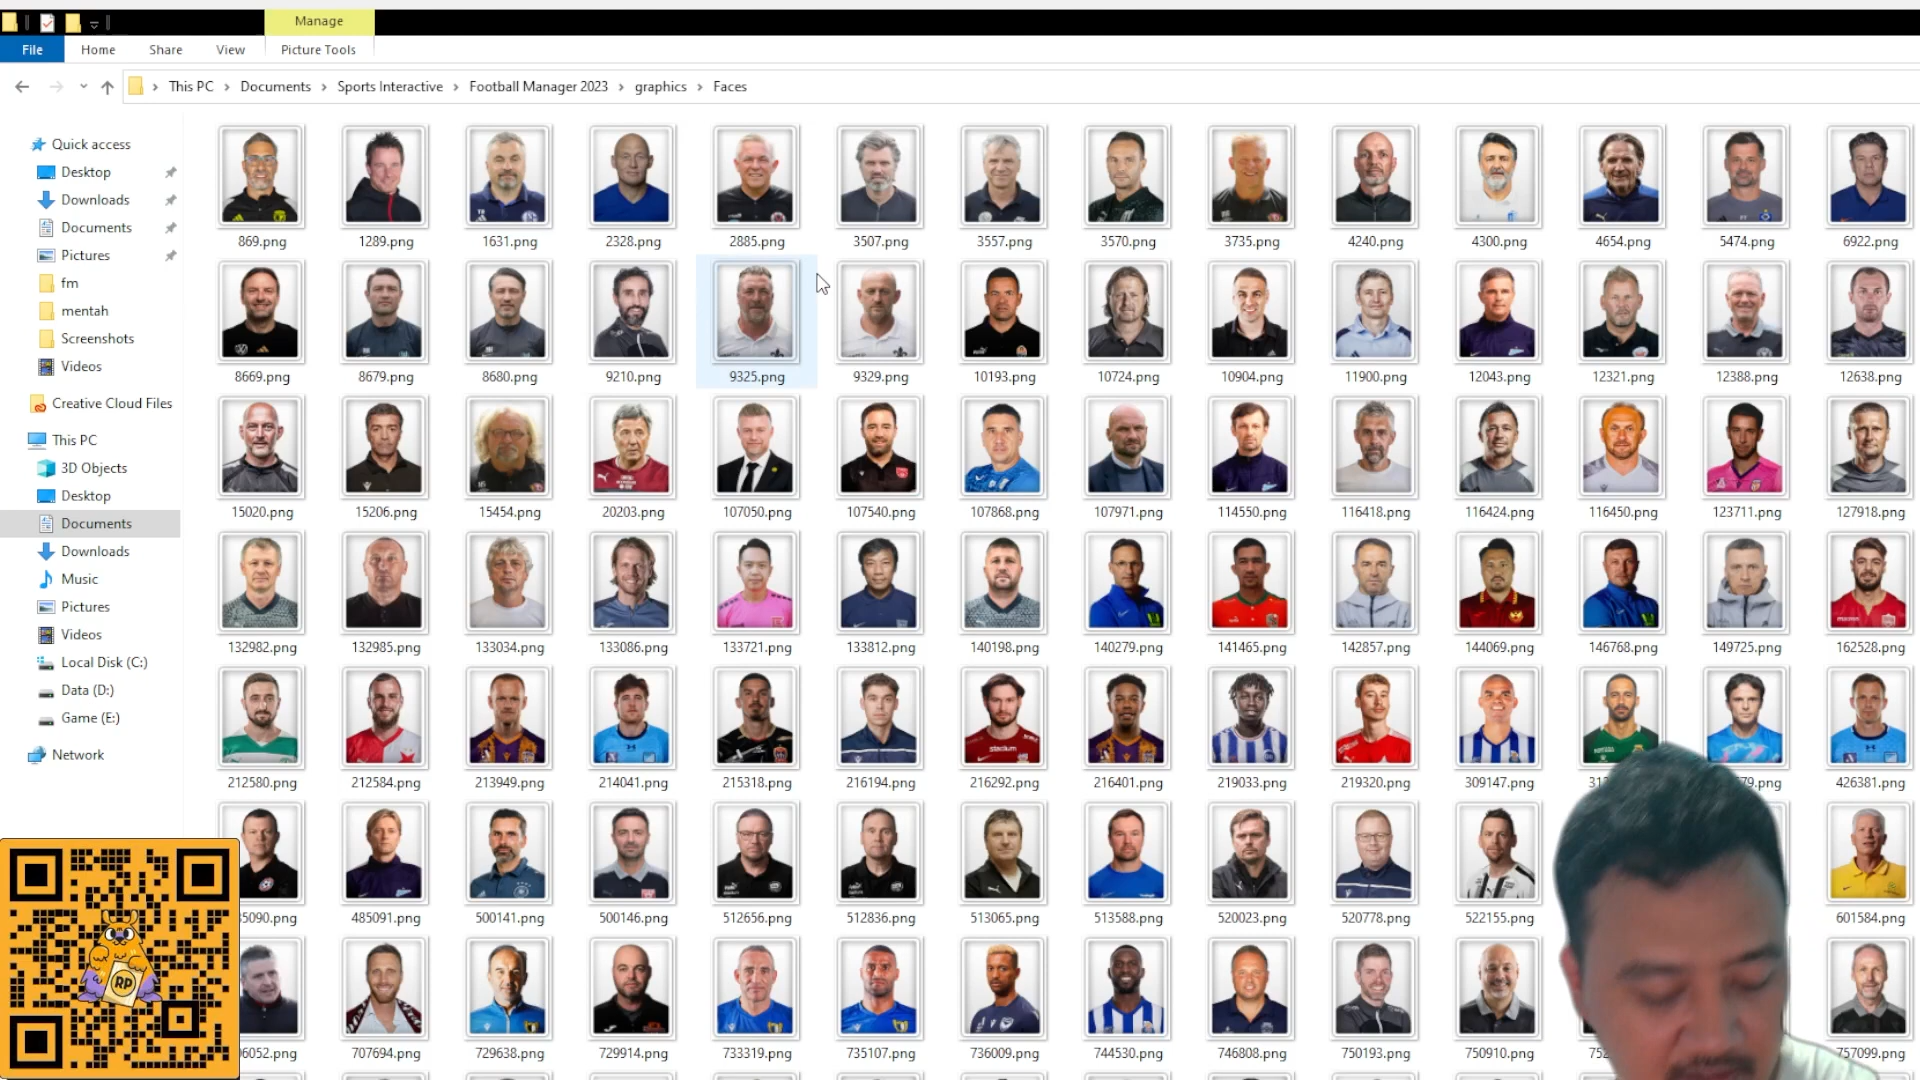 Manage
File Home Share View Picture Tools
This PC Documents Sports Interactive Football Manager 2023 graphics Faces
Quick access
Desktop
Downloads
Documents
Pictures
fm
mentah
Screenshots
Videos
Creative Cloud Files
This PC
3D Objects
Desktop
Documents
Downloads
Music
Pictures
Videos
Local Disk (C:)
Data (D:)
Game (E:)
Network
869.png 1289.png 1631.png 2328.png 2885.png 3507.png 3557.png 3570.png 3735.png 4240.png 4300.png 4654.png 5474.png 6922.png
8669.png 8679.png 8680.png 9210.png 9325.png 9329.png 10193.png 10724.png 10904.png 11900.png 12043.png 12321.png 12388.png 12638.png
15020.png 15206.png 15454.png 20203.png 107050.png 107540.png 107868.png 107971.png 114550.png 116418.png 116424.png 116450.png 123711.png 127918.png
132982.png 132985.png 133034.png 133086.png 133721.png 133812.png 140198.png 140279.png 141465.png 142857.png 144069.png 146768.png 149725.png 162528.png
212580.png 212584.png 213949.png 214041.png 215318.png 216194.png 216292.png 216401.png 219033.png 219320.png 309147.png 426381.png
485091.png 500141.png 500146.png 512656.png 512836.png 513065.png 513588.png 520023.png 520778.png 522155.png 601584.png
707694.png 729638.png 729914.png 733319.png 735107.png 736009.png 744530.png 746808.png 750193.png 750910.png 757099.png
RP